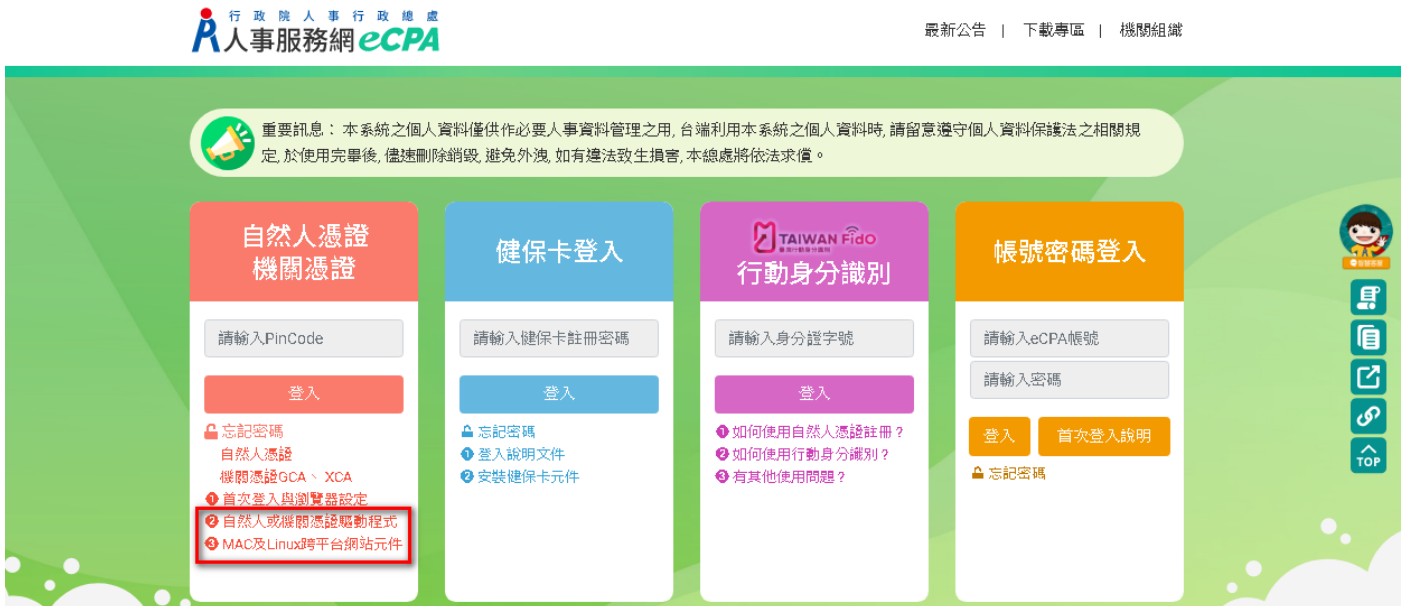 行政院人事行政總處
人事服務網 eCPA
最新公告 | 下載專區 | 機關組織
重要訊息：本系統之個人資料僅供作必要人事資料管理之用, 台端利用本系統之個人資料時, 請留意遵守個人資料保護法之相關規
定, 於使用完畢後, 儘速刪除銷毀, 避免外洩, 如有違法致生損害, 本總處將依法求償。
自然人憑證
機關憑證
請輸入PinCode
登入
忘記密碼
自然人憑證
機關憑證GCA、XCA
❶ 首次登入與瀏覽器設定
❷ 自然人或機關憑證驅動程式
❸ MAC及Linux跨平台網站元件
健保卡登入
請輸入健保卡註冊密碼
登入
忘記密碼
❶ 登入說明文件
❷ 安裝健保卡元件
TAIWAN FidO
行動身分識別
請輸入身分證字號
登入
❶ 如何使用自然人憑證註冊？
❷ 如何使用行動身分識別？
❸ 有其他使用問題？
帳號密碼登入
請輸入eCPA帳號
請輸入密碼
登入
首次登入說明
忘記密碼
TOP